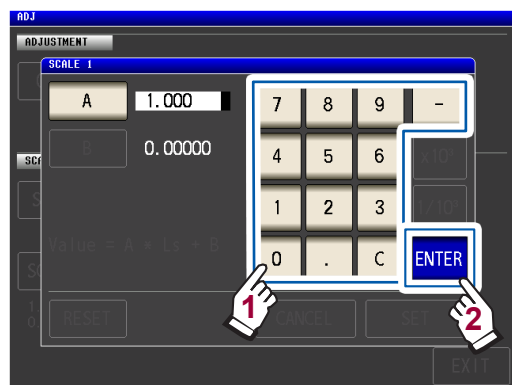 ADJ
ADJUSTMENT
SCALE 1
A 1.000 7 8 9 -
B 0.00000 4 5 6 x10³
1 2 3 1/10³
Value = A * Ls + B
0 . C ENTER
1 2
RESET CANCEL SET
EXIT